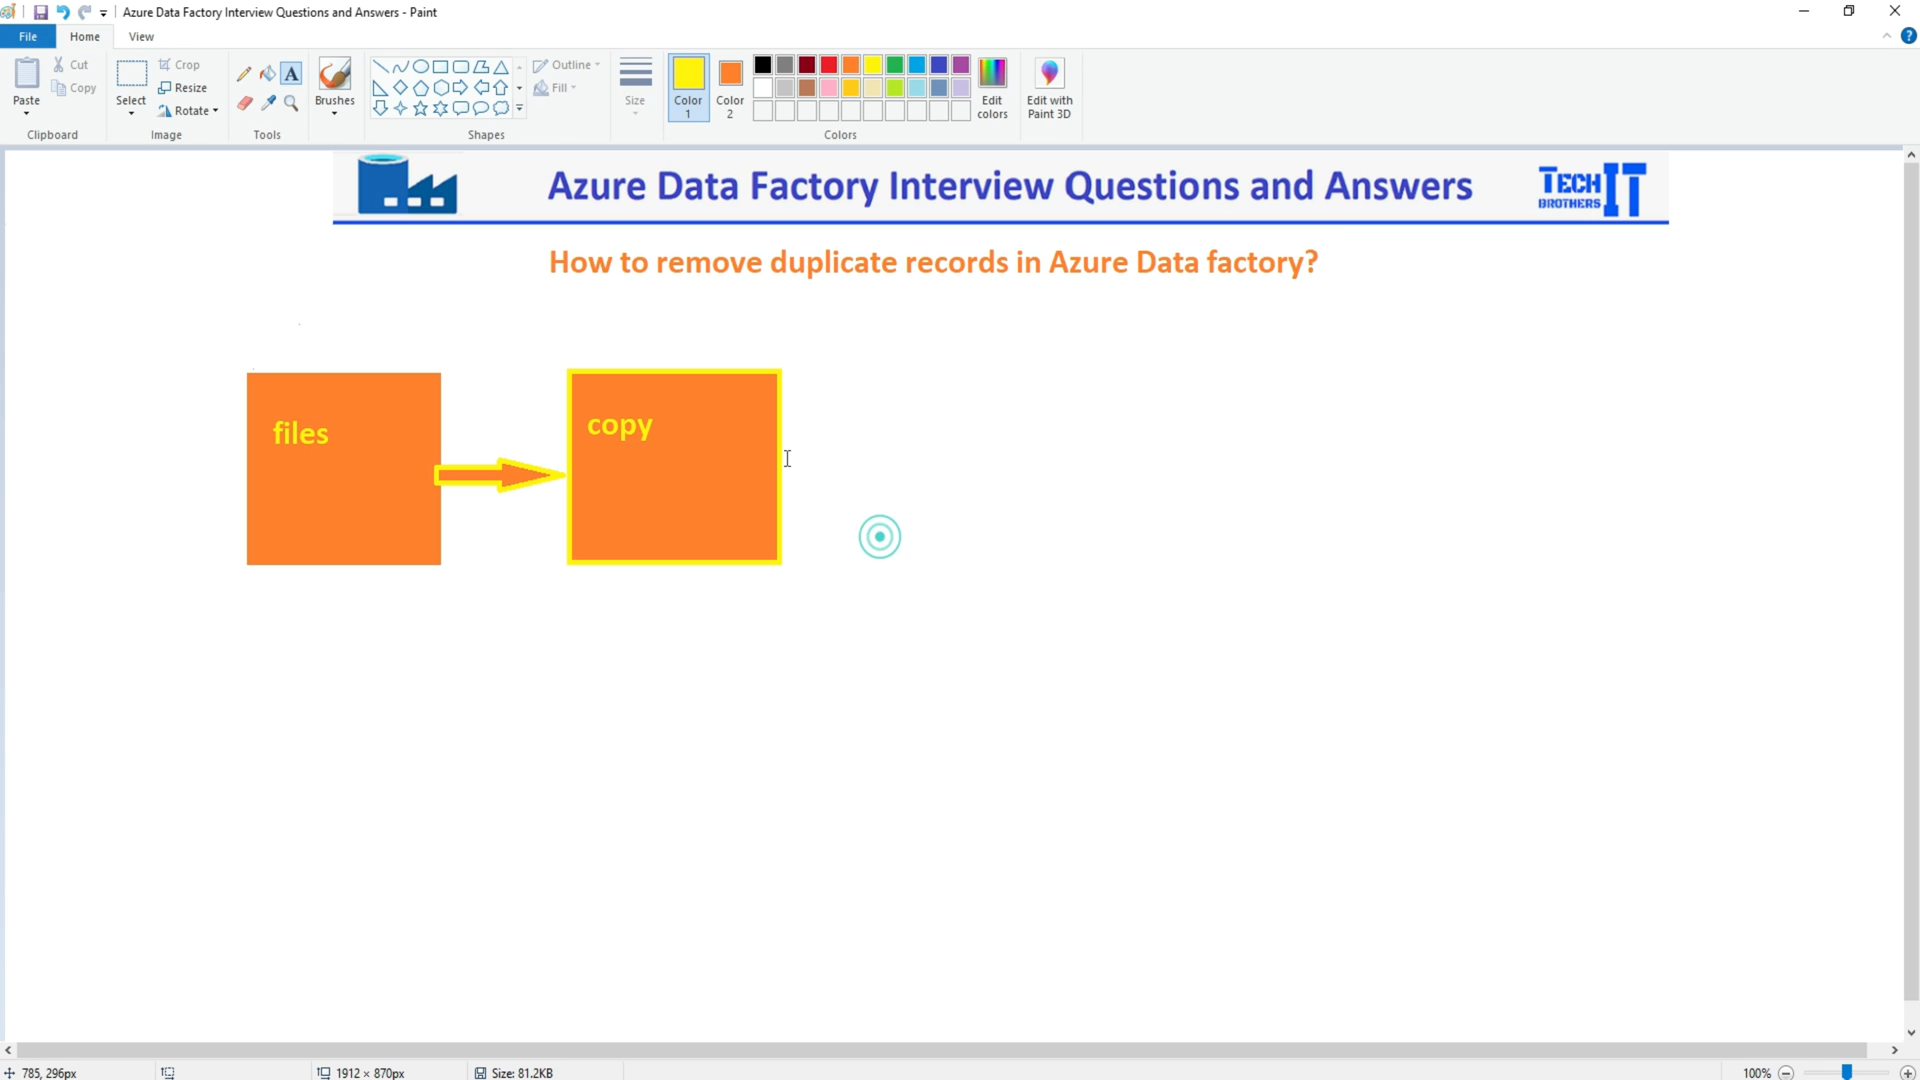 Azure Data Factory Interview Questions and Answers - Paint
File
Home
View
Paste
Cut
Copy
Clipboard
Select
Crop
Resize
Rotate
Image
A
Tools
Brushes
Shapes
Outline
Fill
Size
Color 1
Color 2
Edit colors
Colors
Edit with Paint 3D
Azure Data Factory Interview Questions and Answers
TECH BROTHERS IT
How to remove duplicate records in Azure Data factory?
files
copy
785, 296px
1912 × 870px
Size: 81.2KB
100%